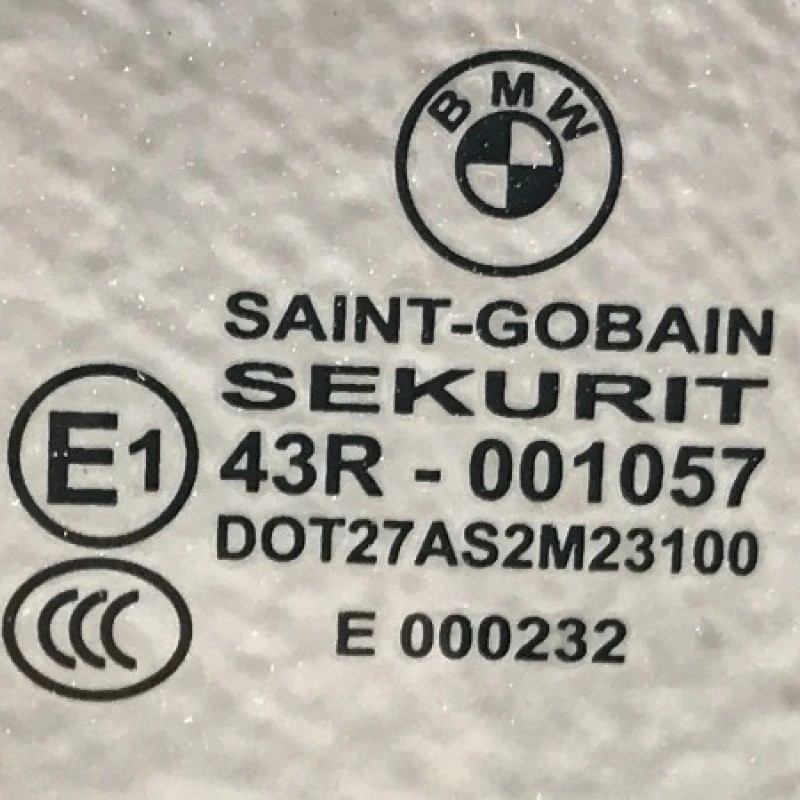 BMW
SAINT-GOBAIN
SEKURIT
E1 43R - 001057
DOT27AS2M23100
CCC E 000232